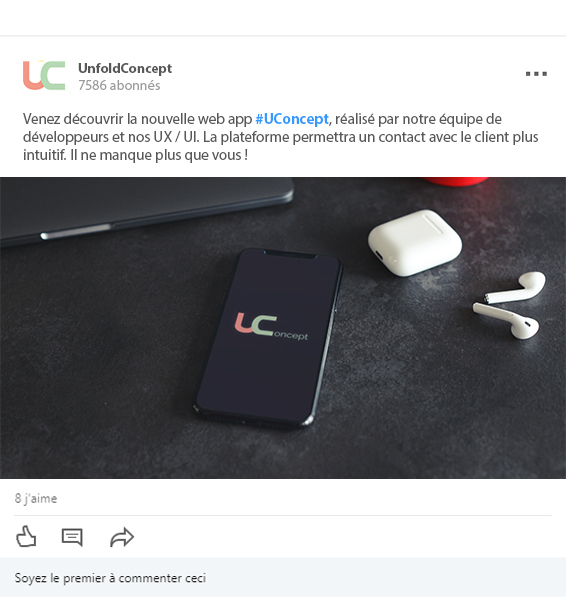 UC
UnfoldConcept
7586 abonnés
Venez découvrir la nouvelle web app #UConcept, réalisé par notre équipe de
développeurs et nos UX / UI. La plateforme permettra un contact avec le client plus
intuitif. Il ne manque plus que vous !
UConcept
8 j'aime
Soyez le premier à commenter ceci